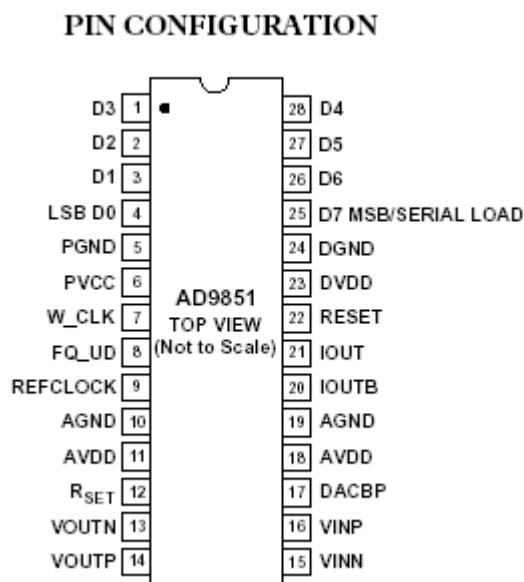 PIN CONFIGURATION
D3 1 28 D4
D2 2 27 D5
D1 3 26 D6
LSB D0 4 25 D7 MSB/SERIAL LOAD
PGND 5 24 DGND
PVCC 6 23 DVDD
AD9851
W_CLK 7 TOP VIEW 22 RESET
FQ_UD 8 (Not to Scale) 21 IOUT
REFCLOCK 9 20 IOUTB
AGND 10 19 AGND
AVDD 11 18 AVDD
RSET 12 17 DACBP
VOUTN 13 16 VINP
VOUTP 14 15 VINN